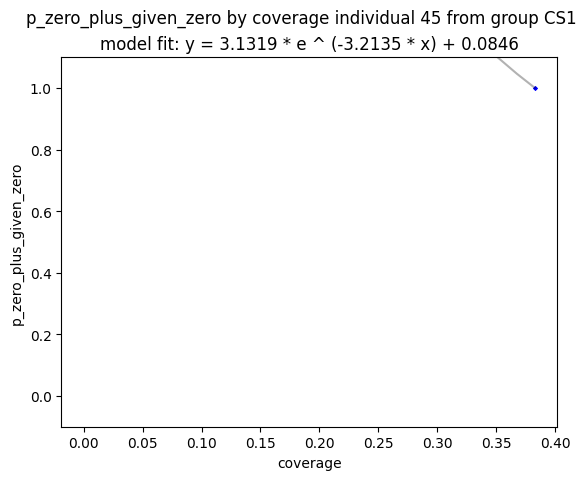 p_zero_plus_given_zero by coverage individual 45 from group CS1
model fit: y = 3.1319 * e ^ (-3.2135 * x) + 0.0846
1.0
0.8
0.6
0.4
0.2
0.0
p_zero_plus_given_zero
0.00 0.05 0.10 0.15 0.20 0.25 0.30 0.35 0.40
coverage